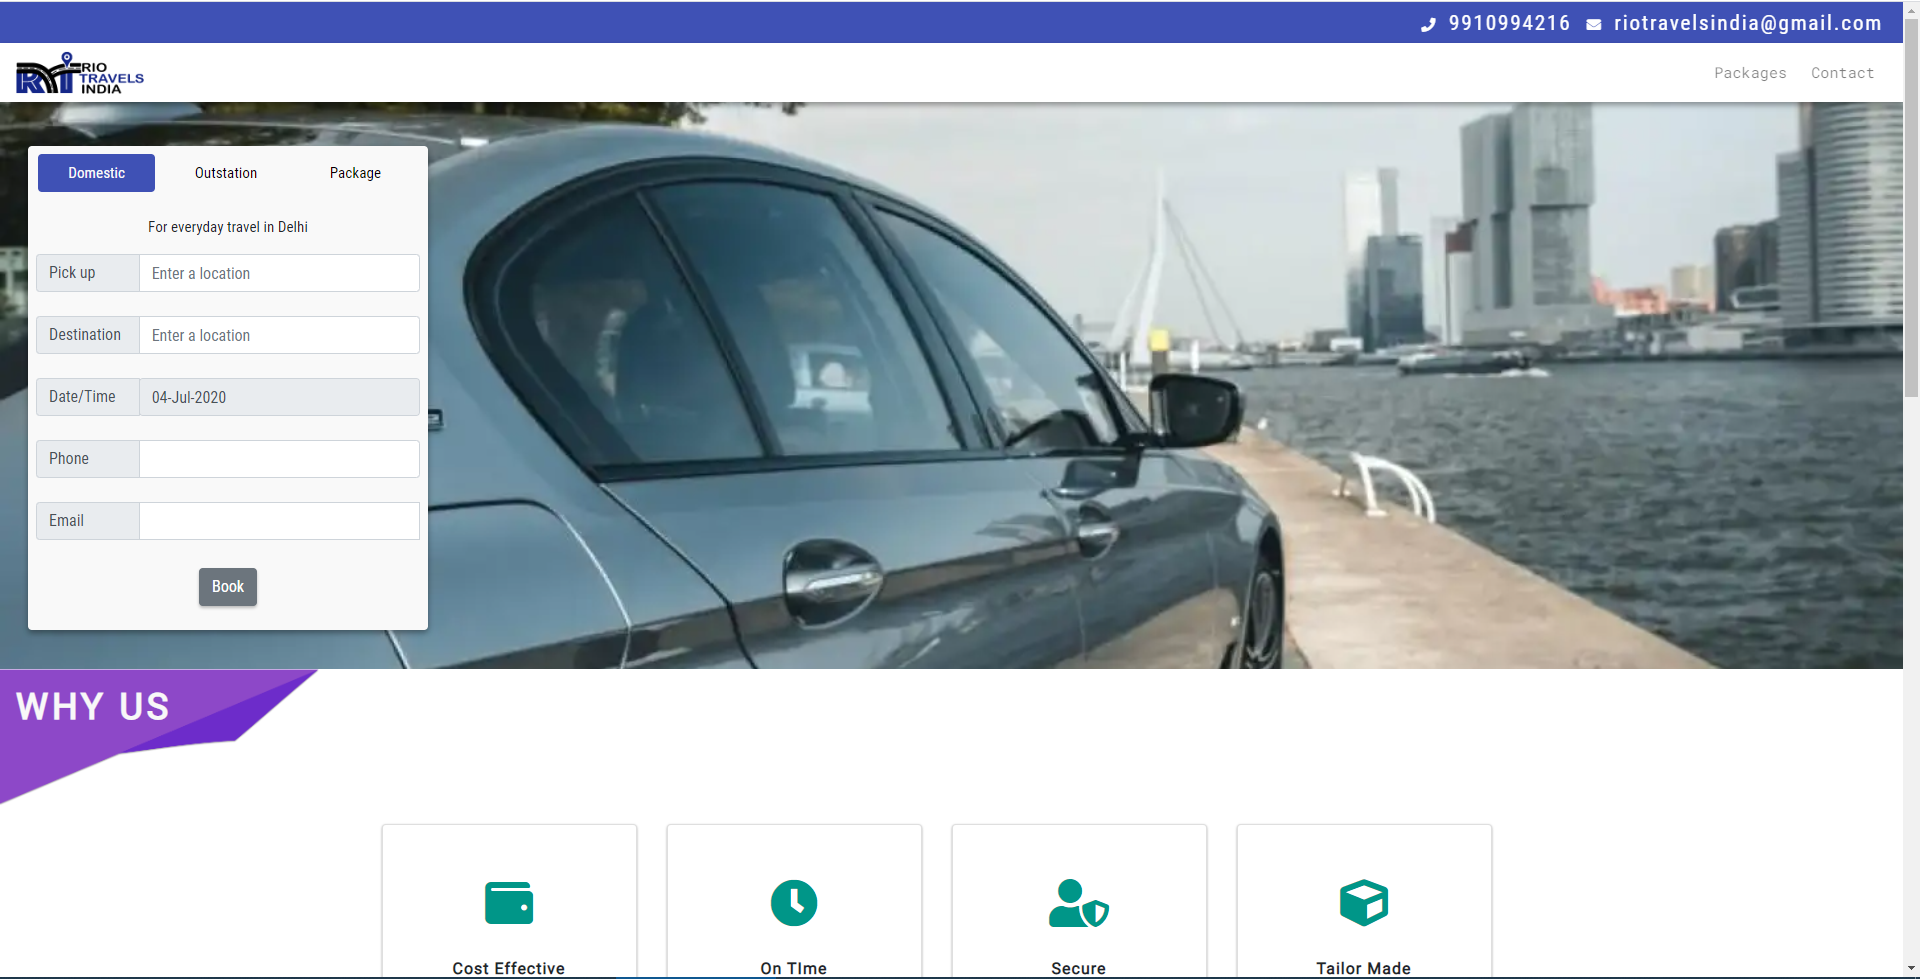 9910994216 riotravelsindia@gmail.com
RTI RIO
TRAVELS
INDIA
Packages Contact
Domestic Outstation Package
For everyday travel in Delhi
Pick up Enter a location
Destination Enter a location
Date/Time 04-Jul-2020
Phone
Email
Book
WHY US
Cost Effective On TIme Secure Tailor Made